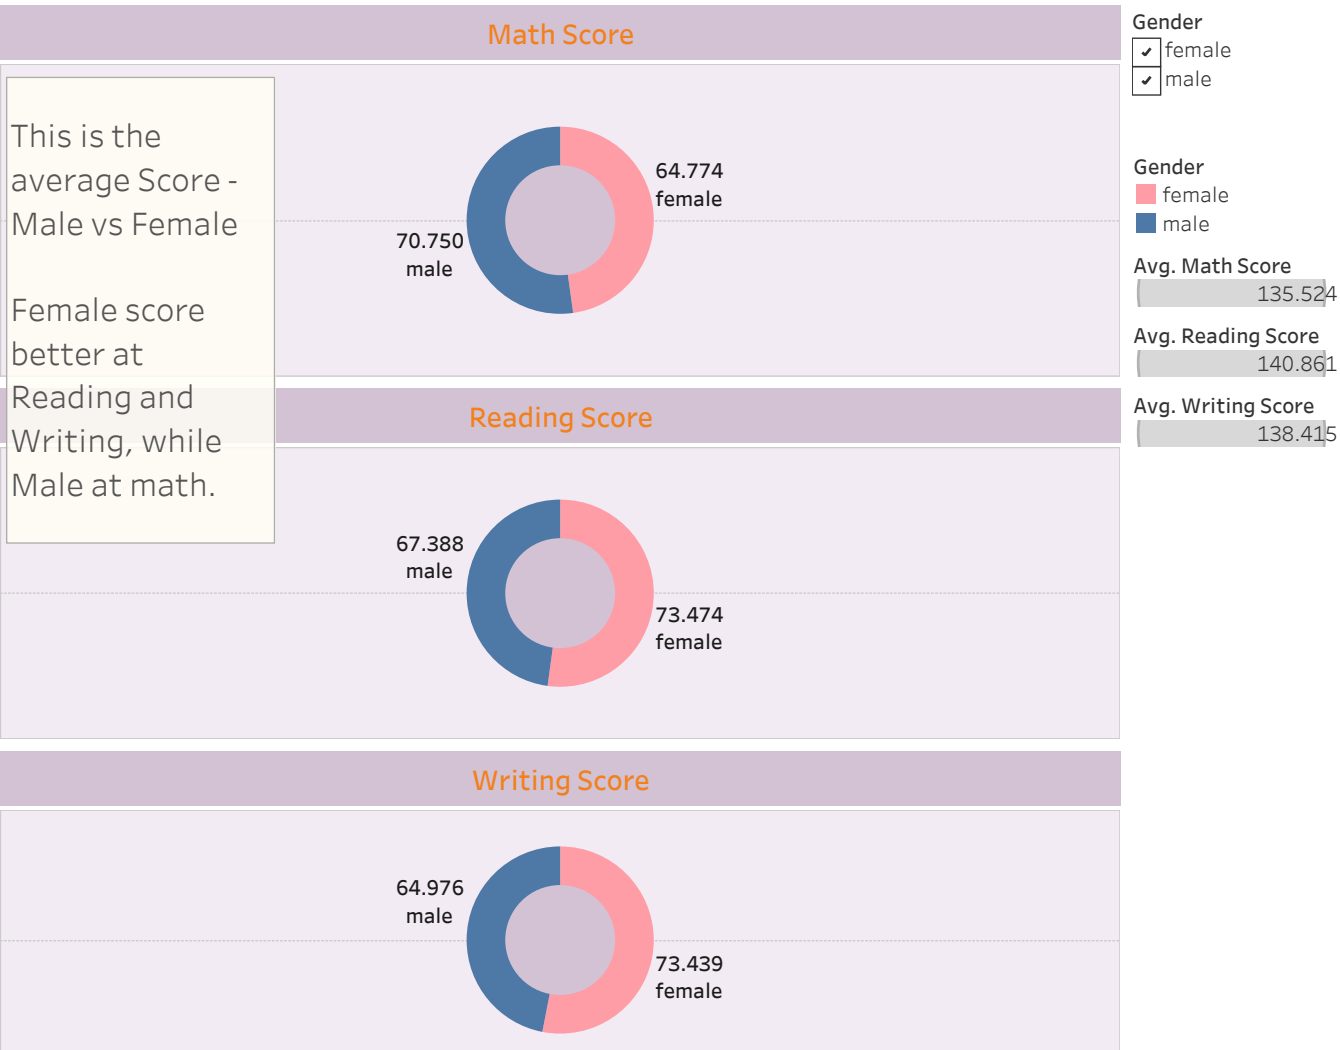 Math Score
This is the
average Score -
Male vs Female
Female score
better at
Reading and
Writing, while
Male at math.
64.774
female
70.750
male
Reading Score
67.388
male
73.474
female
Writing Score
64.976
male
73.439
female
Gender
female
male
Gender
female
male
Avg. Math Score
135.524
Avg. Reading Score
140.861
Avg. Writing Score
138.415